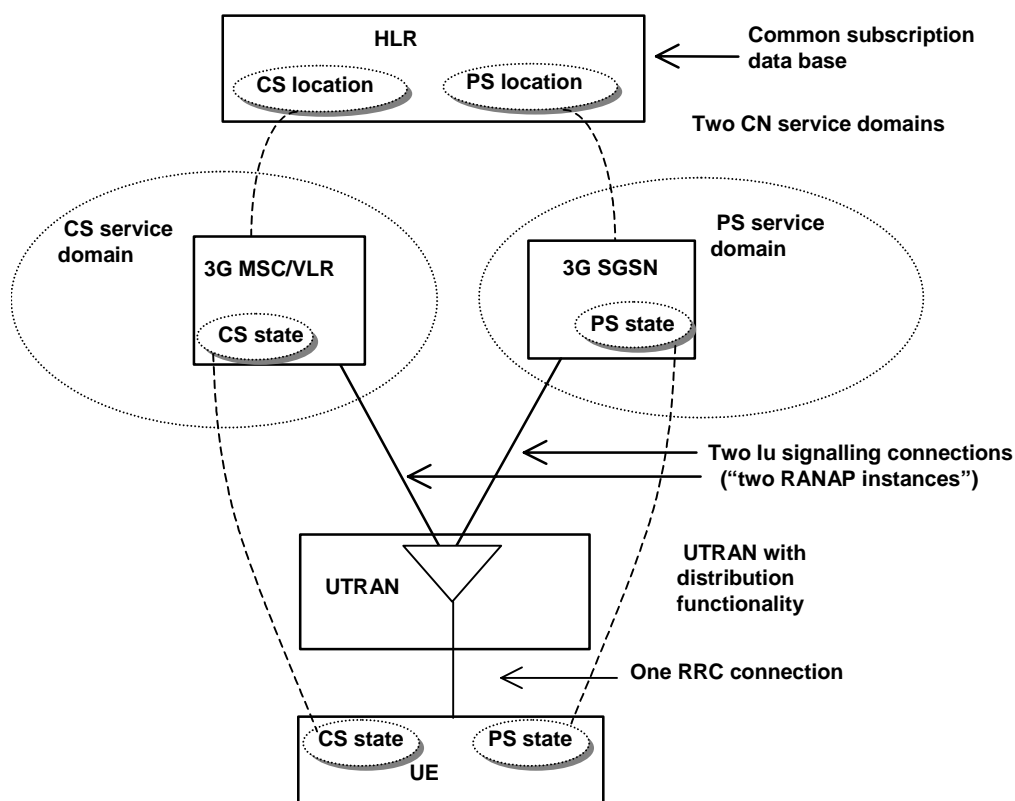 HLR
Common subscription
data base
CS location
PS location
Two CN service domains
CS service
domain
PS service
domain
3G MSC/VLR
3G SGSN
CS state
PS state
Two Iu signalling connections
(“two RANAP instances”)
UTRAN
UTRAN with
distribution
functionality
One RRC connection
CS state
PS state
UE